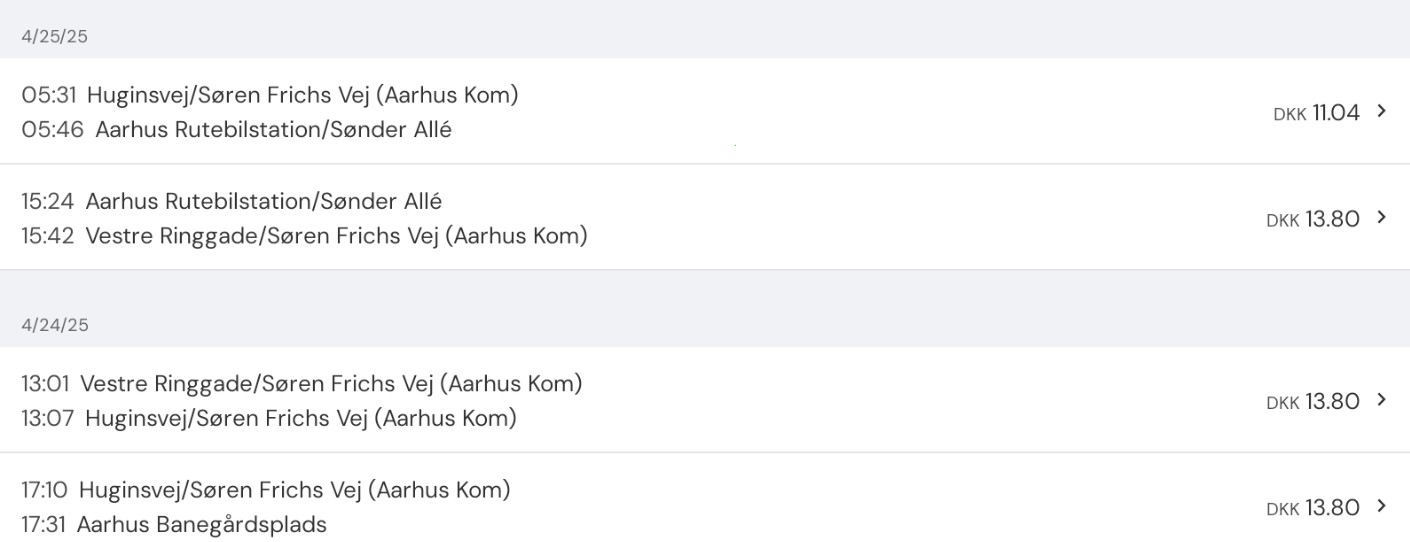 4/25/25
05:31 Huginsvej/Søren Frichs Vej (Aarhus Kom)
05:46 Aarhus Rutebilstation/Sønder Allé
DKK 11.04
15:24 Aarhus Rutebilstation/Sønder Allé
15:42 Vestre Ringgade/Søren Frichs Vej (Aarhus Kom)
DKK 13.80
4/24/25
13:01 Vestre Ringgade/Søren Frichs Vej (Aarhus Kom)
13:07 Huginsvej/Søren Frichs Vej (Aarhus Kom)
DKK 13.80
17:10 Huginsvej/Søren Frichs Vej (Aarhus Kom)
17:31 Aarhus Banegårdsplads
DKK 13.80